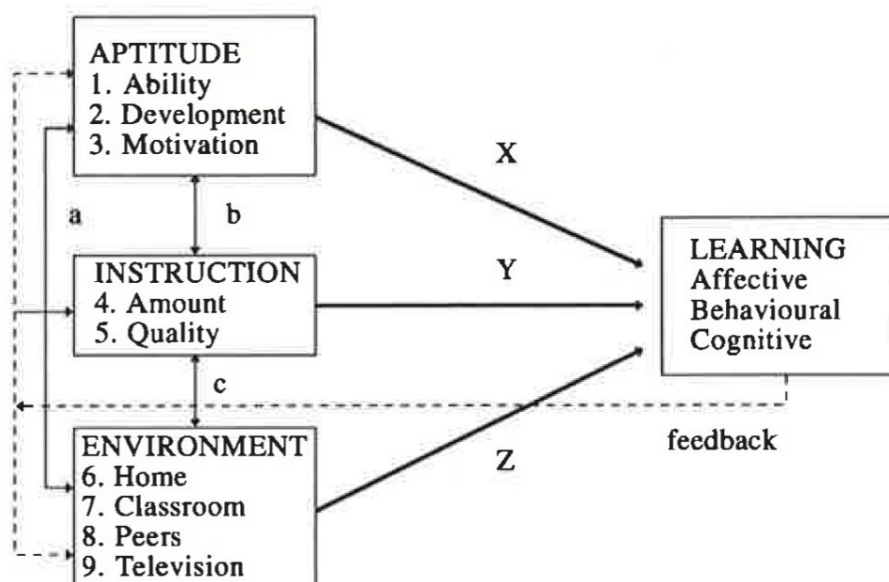 APTITUDE
1. Ability
2. Development
3. Motivation
X
a
b
INSTRUCTION
4. Amount
5. Quality
Y
LEARNING
Affective
Behavioural
Cognitive
c
feedback
ENVIRONMENT
6. Home
7. Classroom
8. Peers
9. Television
Z